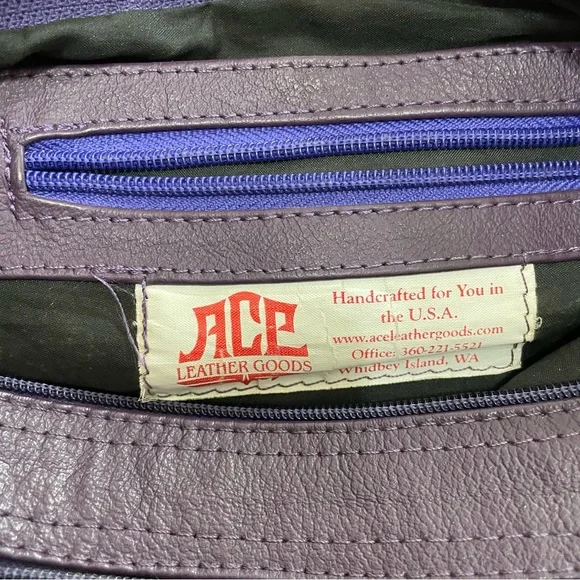 ACE
LEATHER GOODS
Handcrafted for You in
the U.S.A.
www.aceleathergoods.com
Office: 360-221-5521
Whidbey Island, WA